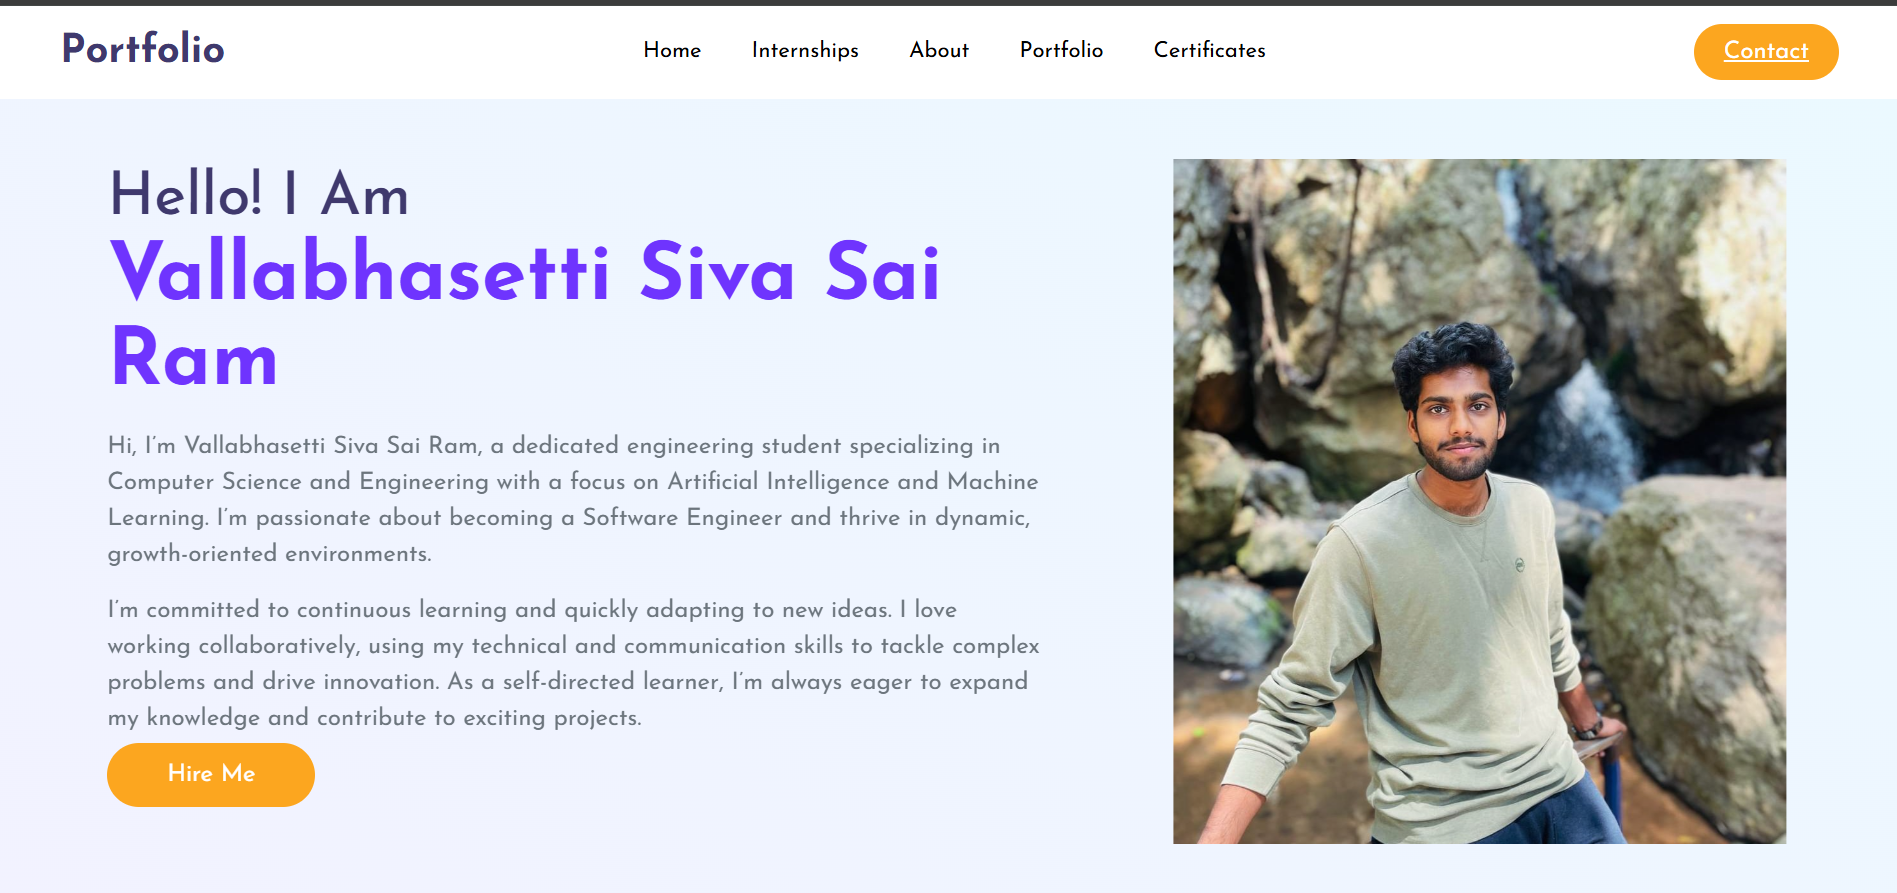 Portfolio
Home Internships About Portfolio Certificates
Contact
Hello! I Am
Vallabhasetti Siva Sai
Ram
Hi, I'm Vallabhasetti Siva Sai Ram, a dedicated engineering student specializing in
Computer Science and Engineering with a focus on Artificial Intelligence and Machine
Learning. I'm passionate about becoming a Software Engineer and thrive in dynamic,
growth-oriented environments.
I'm committed to continuous learning and quickly adapting to new ideas. I love
working collaboratively, using my technical and communication skills to tackle complex
problems and drive innovation. As a self-directed learner, I'm always eager to expand
my knowledge and contribute to exciting projects.
Hire Me